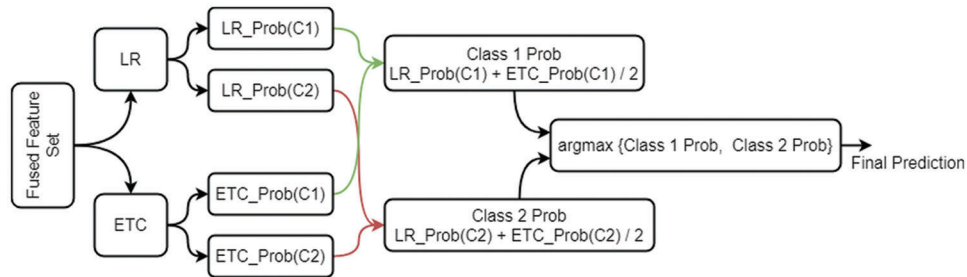 Fused Feature
Set
LR
ETC
LR_Prob(C1)
LR_Prob(C2)
ETC_Prob(C1)
ETC_Prob(C2)
Class 1 Prob
LR_Prob(C1) + ETC_Prob(C1) / 2
Class 2 Prob
LR_Prob(C2) + ETC_Prob(C2) / 2
argmax {Class 1 Prob, Class 2 Prob}
Final Prediction